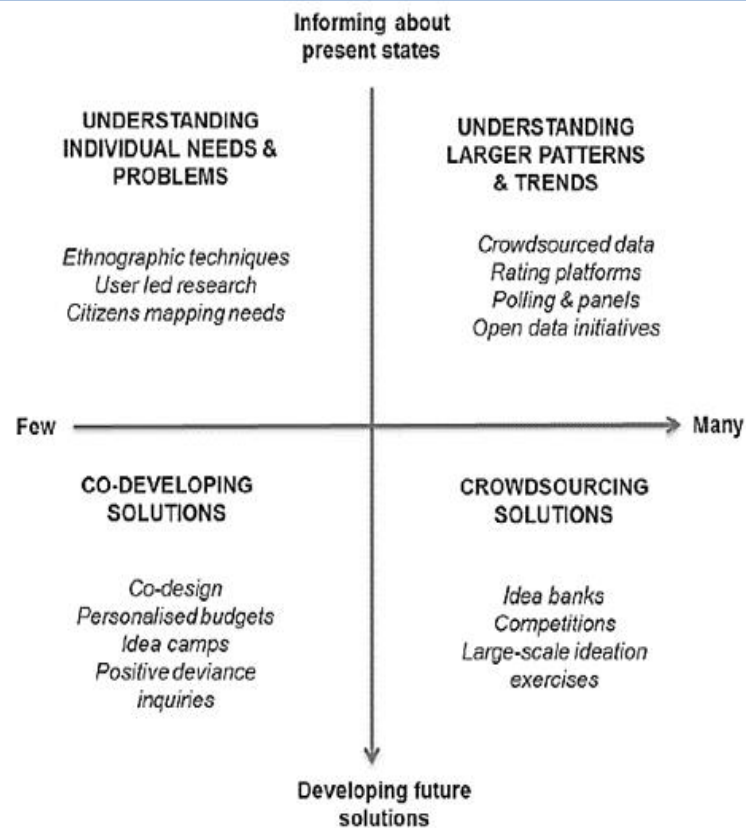 Informing about
present states
UNDERSTANDING
INDIVIDUAL NEEDS &
PROBLEMS
Ethnographic techniques
User led research
Citizens mapping needs
UNDERSTANDING
LARGER PATTERNS
& TRENDS
Crowdsourced data
Rating platforms
Polling & panels
Open data initiatives
Few
Many
CO-DEVELOPING
SOLUTIONS
Co-design
Personalised budgets
Idea camps
Positive deviance
inquiries
CROWDSOURCING
SOLUTIONS
Idea banks
Competitions
Large-scale ideation
exercises
Developing future
solutions